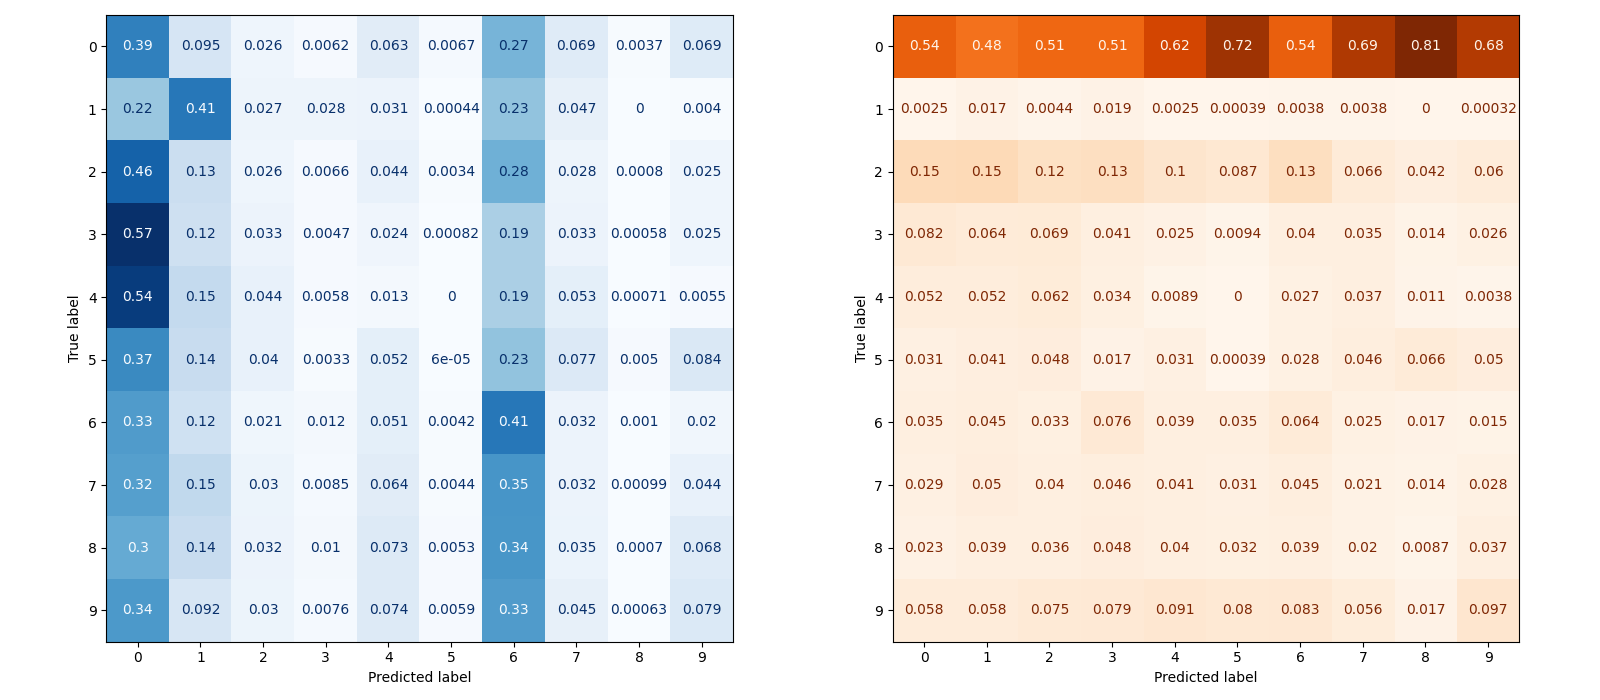 0 0.39 0.095 0.026 0.0062 0.063 0.0067 0.27 0.069 0.0037 0.069
1 0.22 0.41 0.027 0.028 0.031 0.00044 0.23 0.047 0 0.004
2 0.46 0.13 0.026 0.0066 0.044 0.0034 0.28 0.028 0.0008 0.025
3 0.57 0.12 0.033 0.0047 0.024 0.00082 0.19 0.033 0.00058 0.025
4 0.54 0.15 0.044 0.0058 0.013 0 0.19 0.053 0.00071 0.0055
5 0.37 0.14 0.04 0.0033 0.052 6e-05 0.23 0.077 0.005 0.084
6 0.33 0.12 0.021 0.012 0.051 0.0042 0.41 0.032 0.001 0.02
7 0.32 0.15 0.03 0.0085 0.064 0.0044 0.35 0.032 0.00099 0.044
8 0.3 0.14 0.032 0.01 0.073 0.0053 0.34 0.035 0.0007 0.068
9 0.34 0.092 0.03 0.0076 0.074 0.0059 0.33 0.045 0.00063 0.079
0 1 2 3 4 5 6 7 8 9
Predicted label
True label
0 0.54 0.48 0.51 0.51 0.62 0.72 0.54 0.69 0.81 0.68
1 0.0025 0.017 0.0044 0.019 0.0025 0.00039 0.0038 0.0038 0 0.00032
2 0.15 0.15 0.12 0.13 0.1 0.087 0.13 0.066 0.042 0.06
3 0.082 0.064 0.069 0.041 0.025 0.0094 0.04 0.035 0.014 0.026
4 0.052 0.052 0.062 0.034 0.0089 0 0.027 0.037 0.011 0.0038
5 0.031 0.041 0.048 0.017 0.031 0.00039 0.028 0.046 0.066 0.05
6 0.035 0.045 0.033 0.076 0.039 0.035 0.064 0.025 0.017 0.015
7 0.029 0.05 0.04 0.046 0.041 0.031 0.045 0.021 0.014 0.028
8 0.023 0.039 0.036 0.048 0.04 0.032 0.039 0.02 0.0087 0.037
9 0.058 0.058 0.075 0.079 0.091 0.08 0.083 0.056 0.017 0.097
0 1 2 3 4 5 6 7 8 9
Predicted label
True label